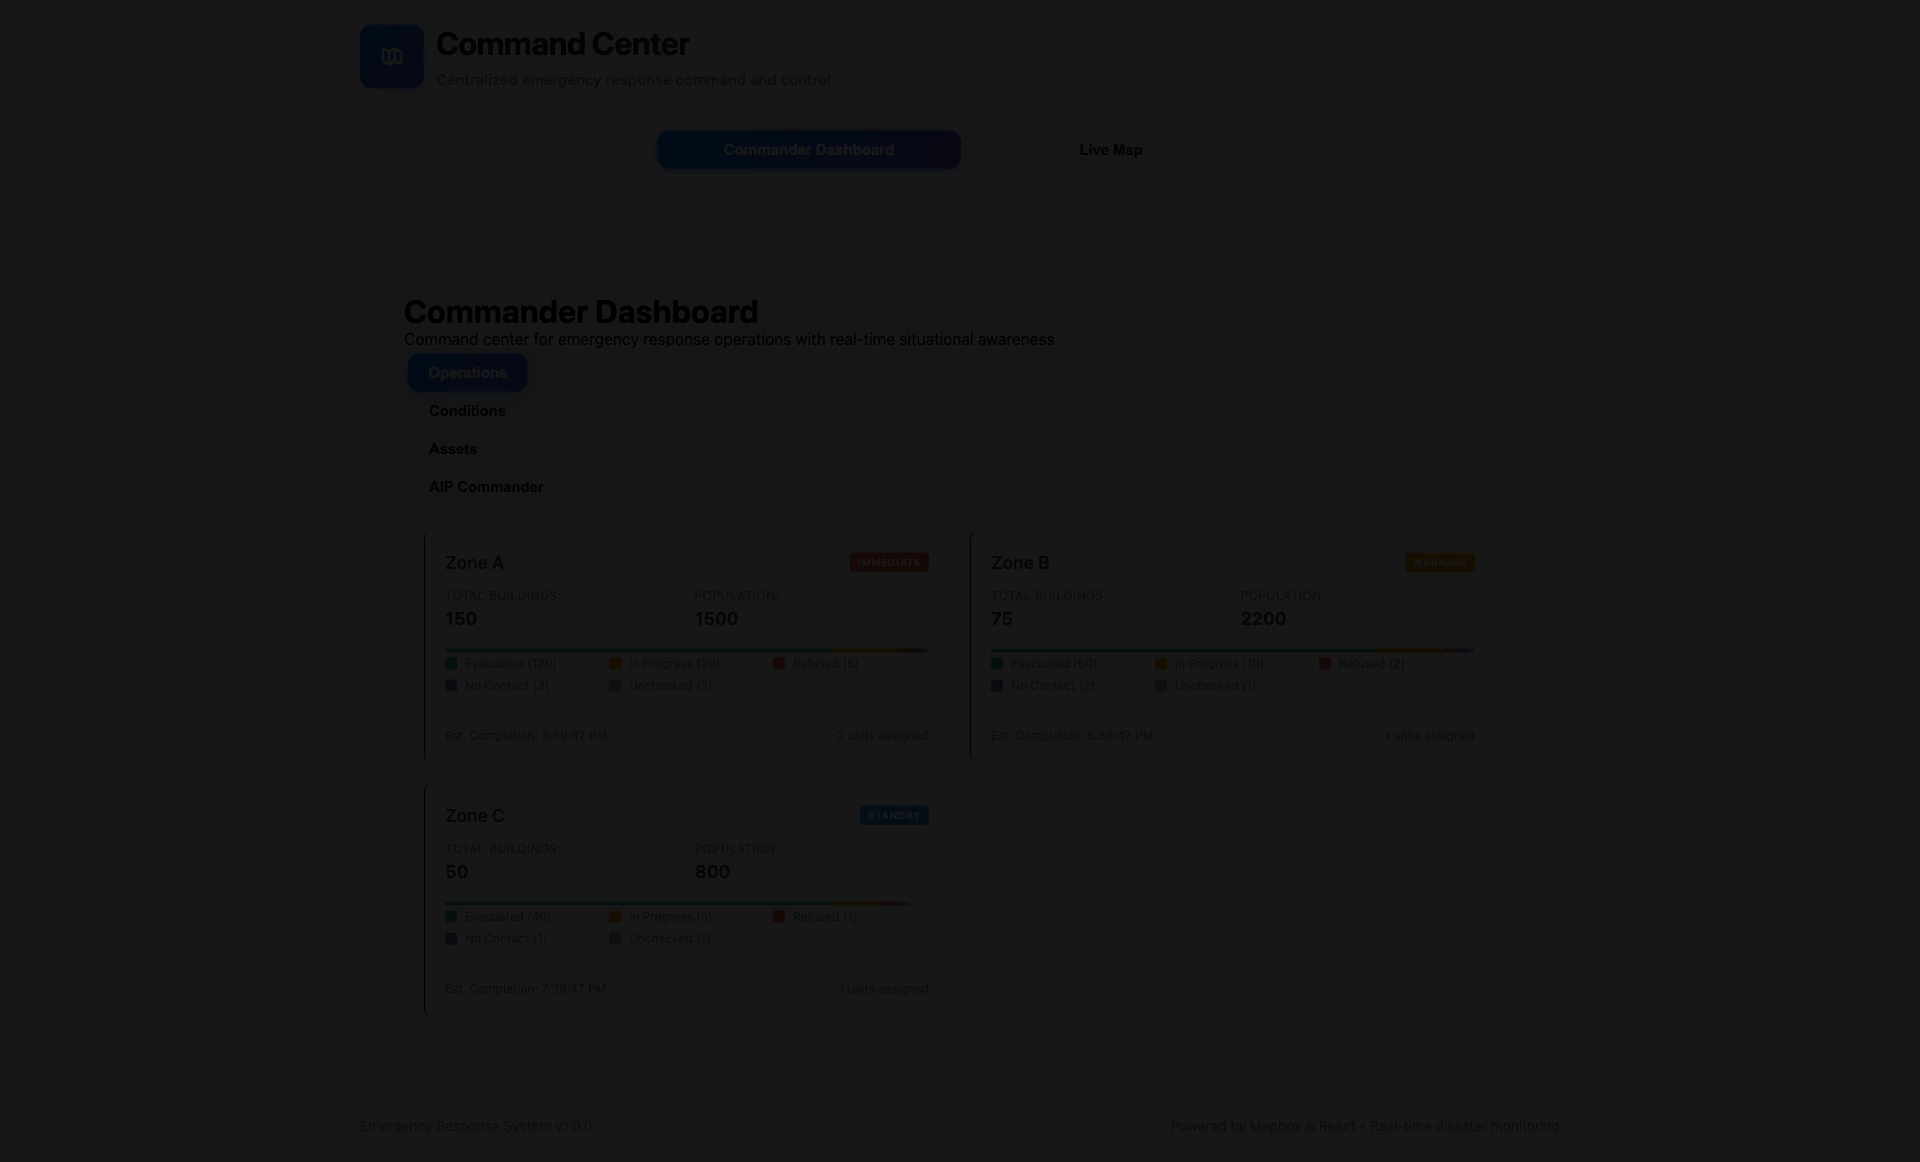 Command Center
Centralized emergency response command and control
Commander Dashboard
Live Map
Commander Dashboard
Command center for emergency response operations with real-time situational awareness
Operations
Conditions
Assets
AIP Commander
Zone A
IMMEDIATE
TOTAL BUILDINGS:
POPULATION:
150
1500
Evacuated (120)
In Progress (20)
Refused (5)
No Contact (3)
Unchecked (2)
Est. Completion: 3:39:47 PM
2 units assigned
Zone B
WARNING
TOTAL BUILDINGS:
POPULATION:
75
2200
Evacuated (60)
In Progress (10)
Refused (2)
No Contact (2)
Unchecked (1)
Est. Completion: 5:39:47 PM
1 units assigned
Zone C
STANDBY
TOTAL BUILDINGS:
POPULATION:
50
800
Evacuated (40)
In Progress (5)
Refused (1)
No Contact (1)
Unchecked (1)
Est. Completion: 7:39:47 PM
1 units assigned
Emergency Response System v1.0.0
Powered by Mapbox & React • Real-time disaster monitoring